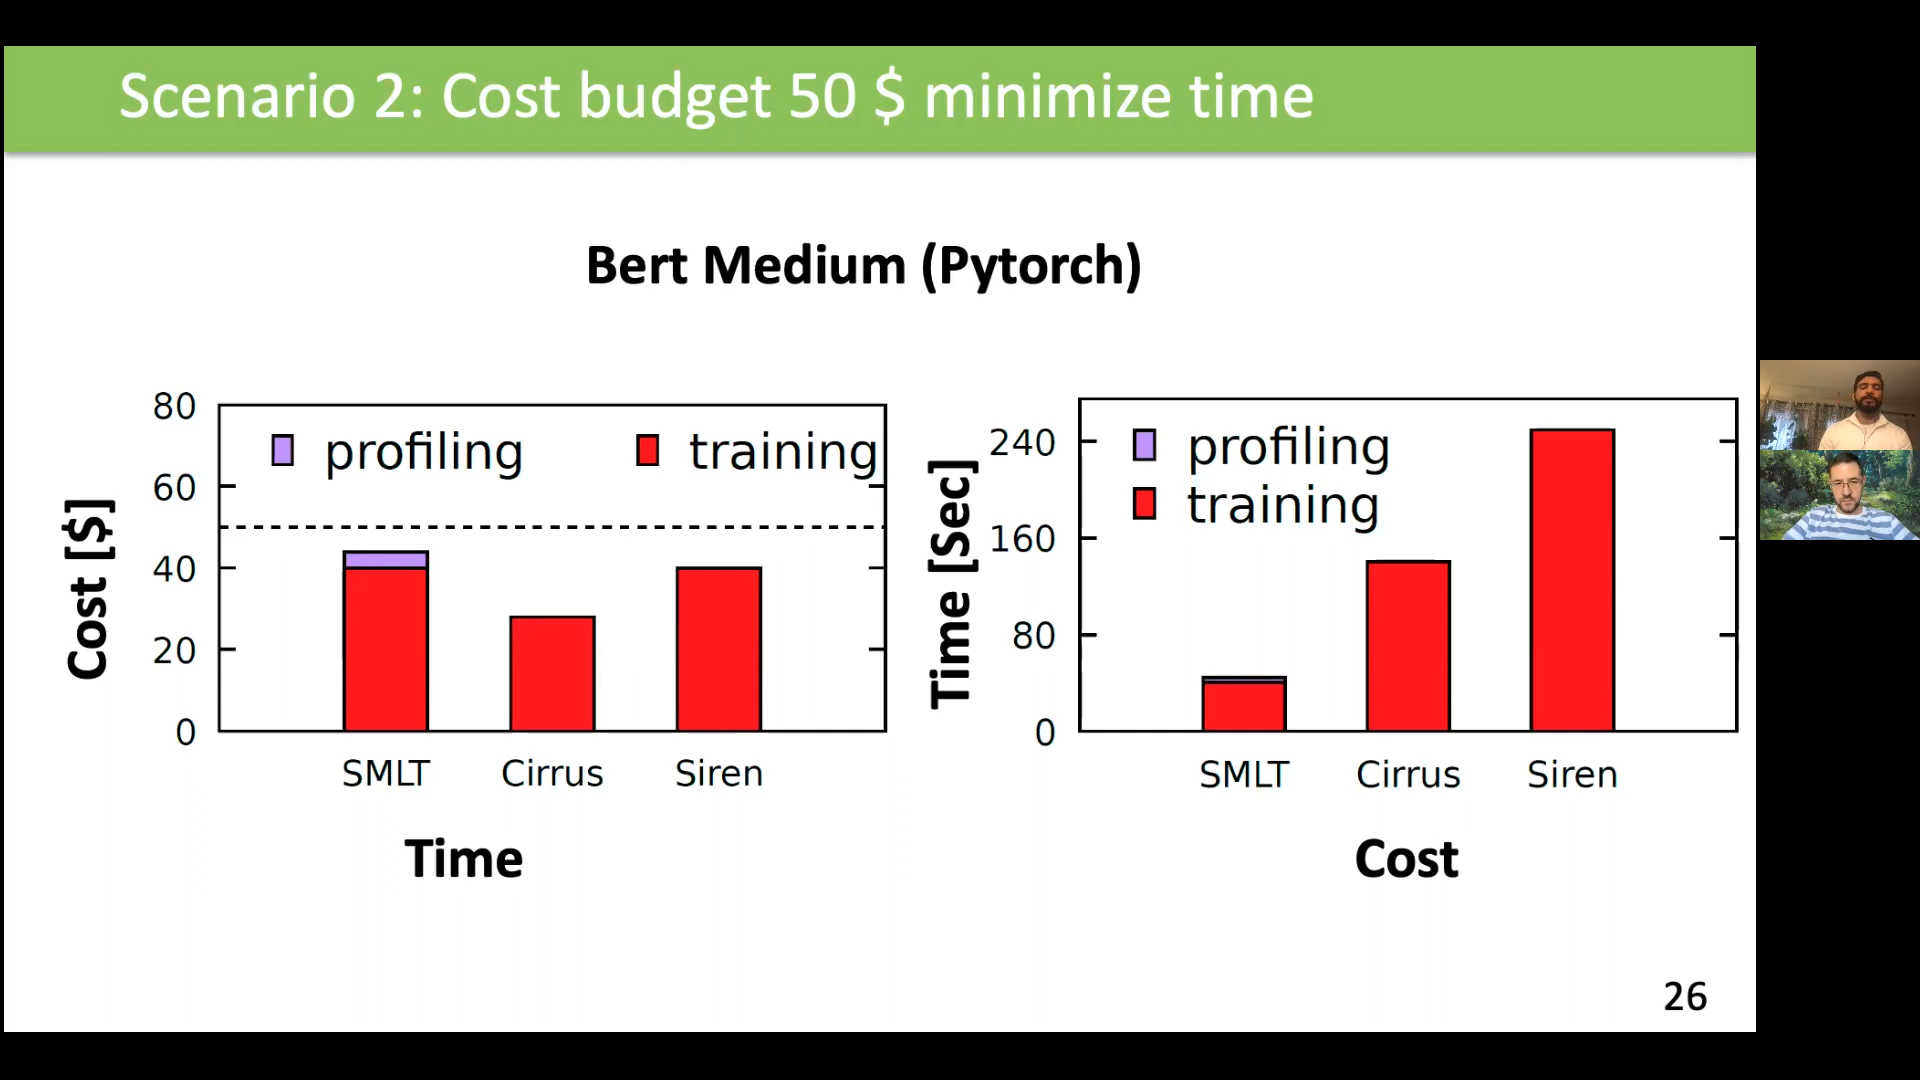 Scenario 2: Cost budget 50 $ minimize time
Bert Medium (Pytorch)
Cost [$]
80
60
40
20
0
profiling
training
SMLT
Cirrus
Siren
Time
Time [Sec]
240
160
80
0
profiling
training
SMLT
Cirrus
Siren
Cost
26